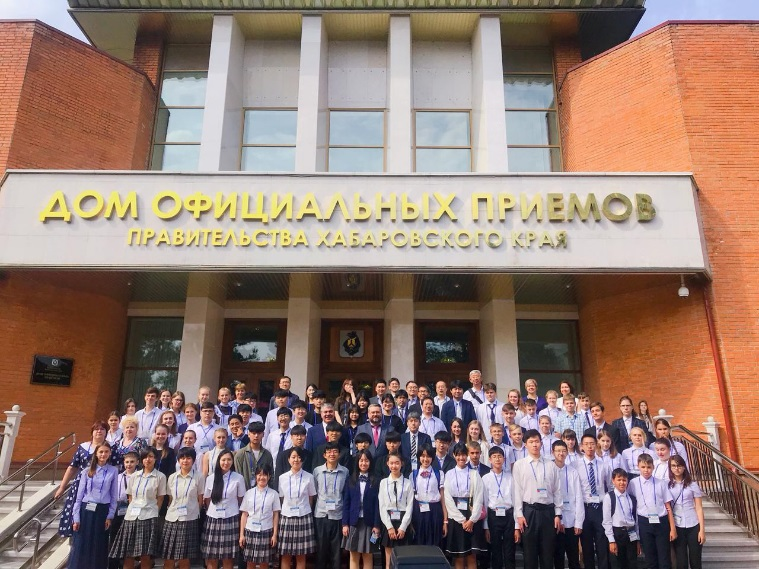 ДОМ ОФИЦИАЛЬНЫХ ПРИЕМОВ
ПРАВИТЕЛЬСТВА ХАБАРОВСКОГО КРАЯ